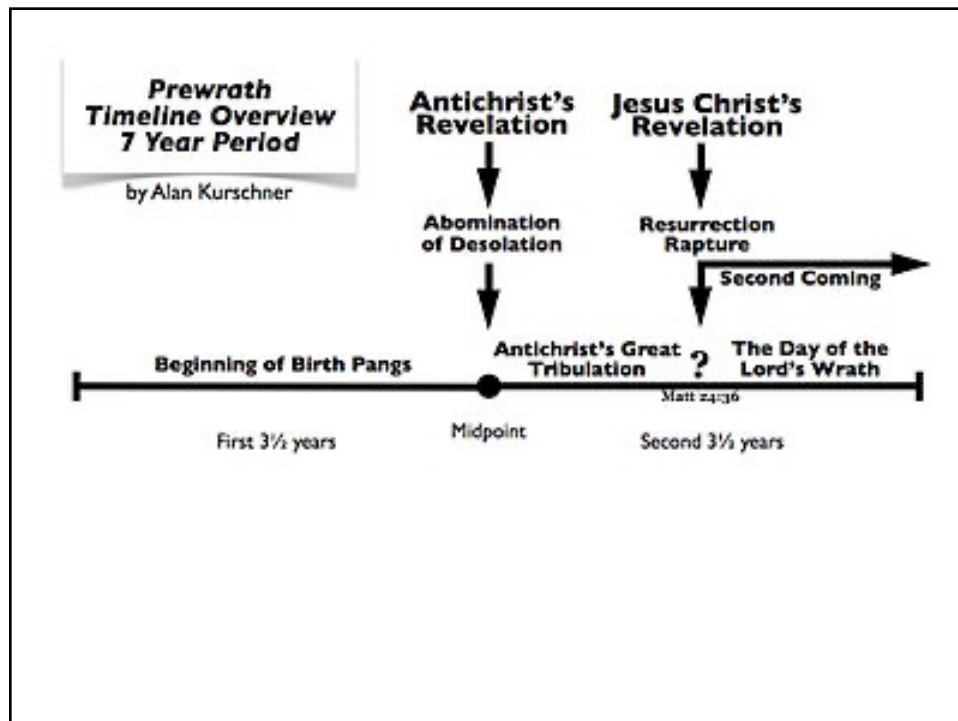 Prewrath
Timeline Overview
7 Year Period
by Alan Kurschner
Antichrist's
Revelation
Jesus Christ's
Revelation
Abomination
of Desolation
Resurrection
Rapture
Second Coming
Beginning of Birth Pangs
Antichrist's Great
Tribulation
?
Matt 24:36
The Day of the
Lord's Wrath
First 3½ years
Midpoint
Second 3½ years